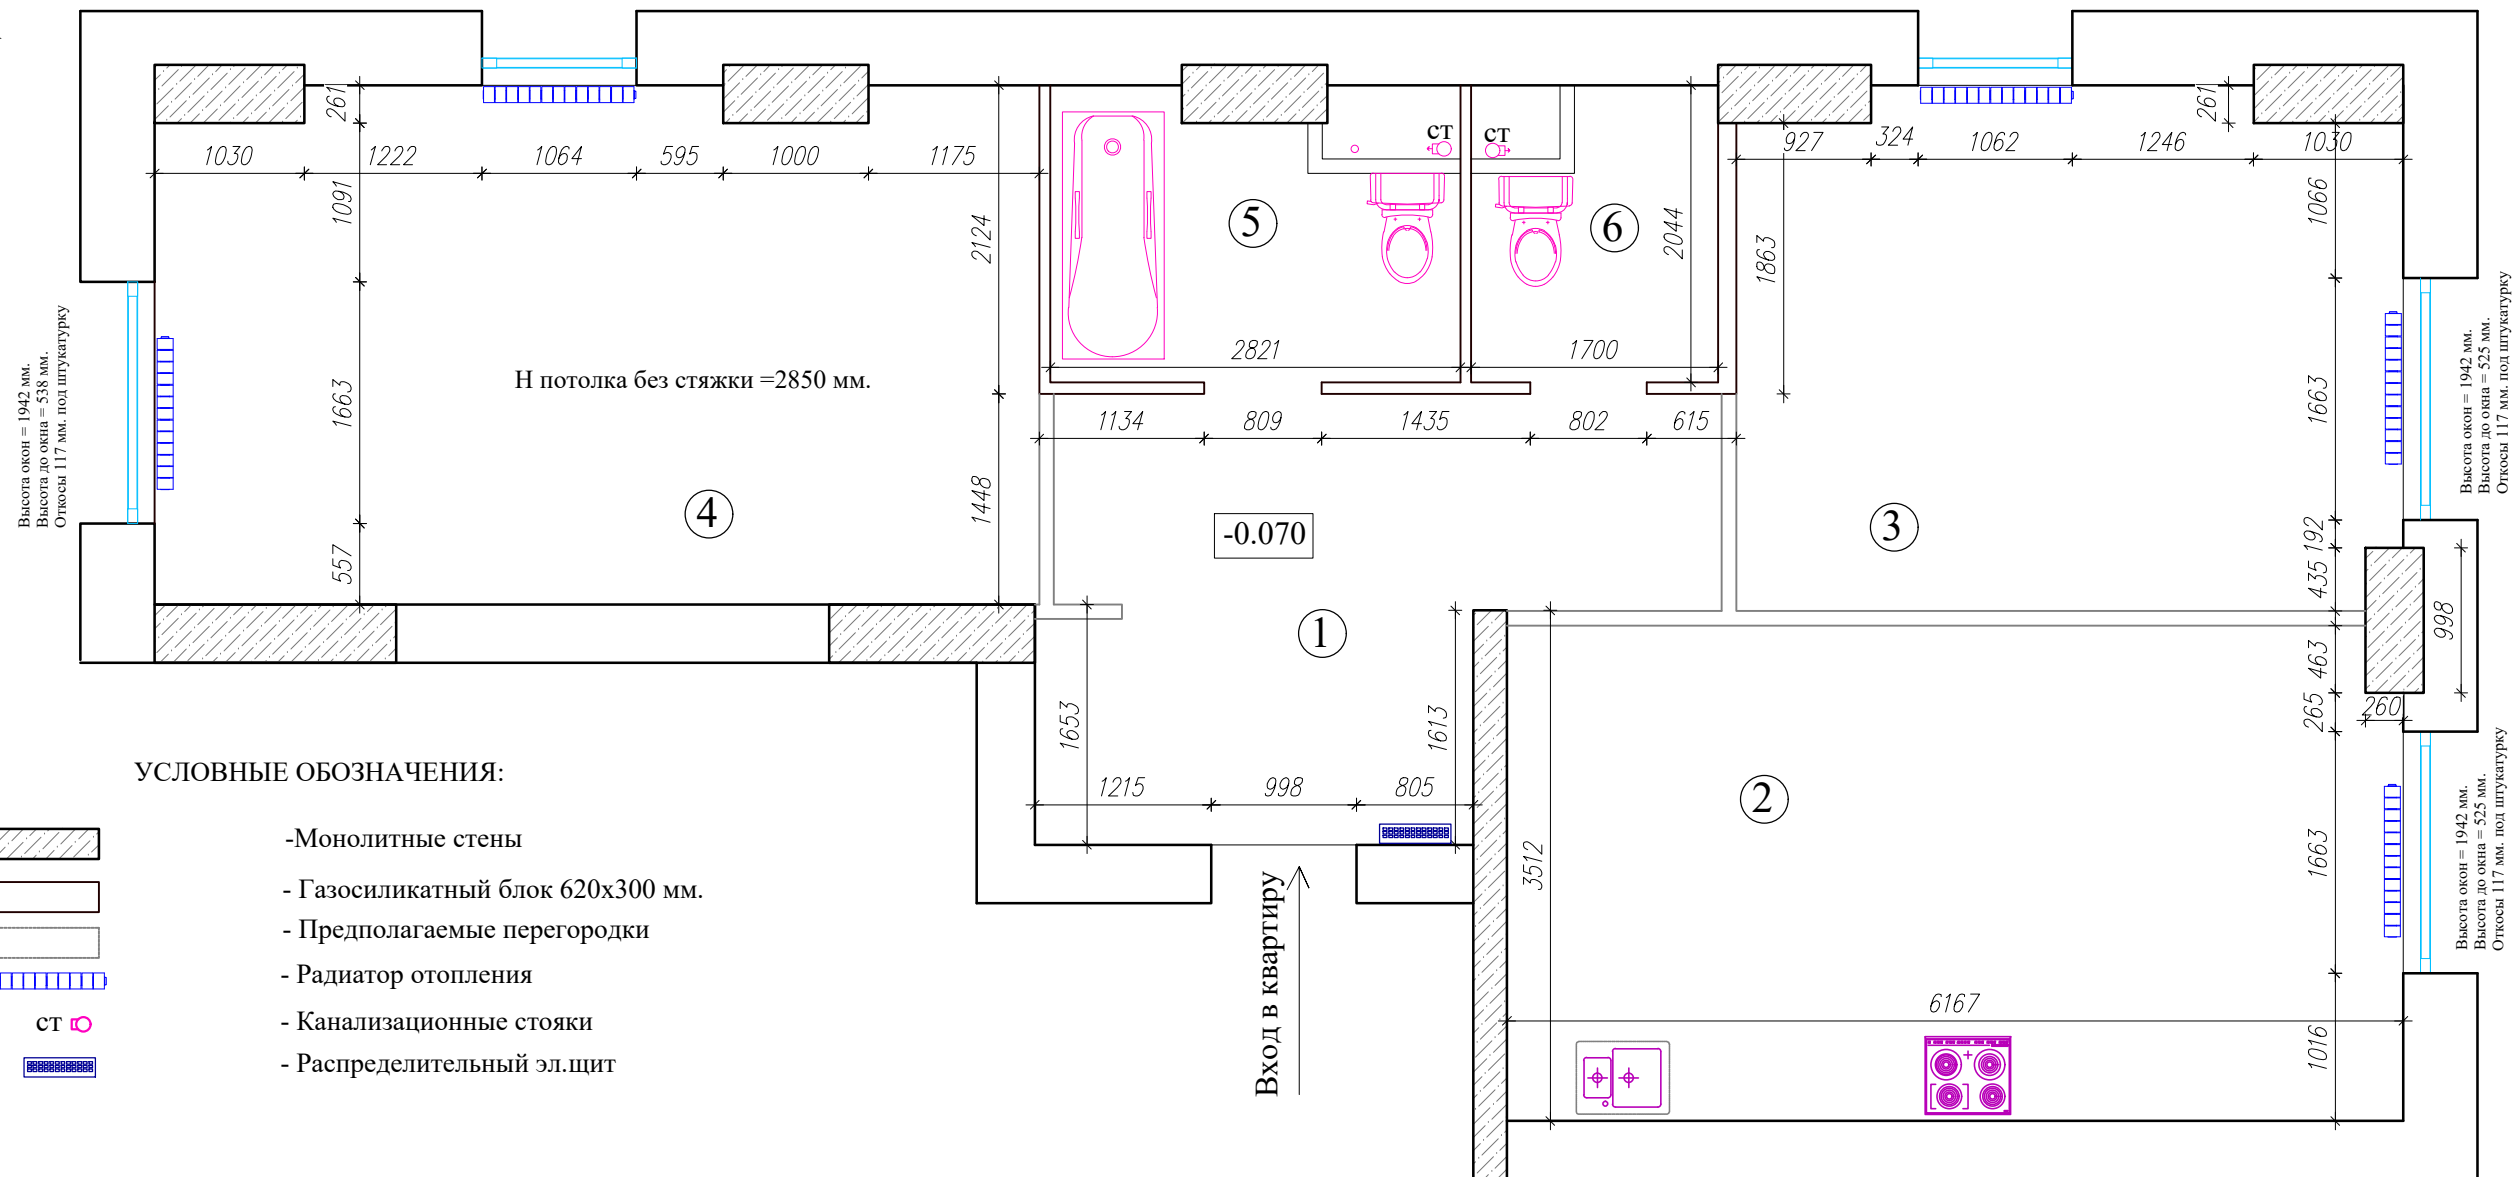 261
1030
1222
1064
595
1000
1175
1091
1663
557
2124
1448
Н потолка без стяжки =2850 мм.
4
Высота окон = 1942 мм.
Высота до окна = 538 мм.
Откосы 117 мм. под штукатурку
ст
ст
5
6
2044
1863
2821
1700
1134
809
1435
802
615
-0.070
1
1653
1613
1215
998
805
Вход в квартиру
927
324
1062
1246
1030
261
1066
1663
192
435
463
265
1663
1016
998
260
3
2
3512
6167
Высота окон = 1942 мм.
Высота до окна = 525 мм.
Откосы 117 мм. под штукатурку
Высота окон = 1942 мм.
Высота до окна = 525 мм.
Откосы 117 мм. под штукатурку
УСЛОВНЫЕ ОБОЗНАЧЕНИЯ:
-Монолитные стены
- Газосиликатный блок 620х300 мм.
- Предполагаемые перегородки
- Радиатор отопления
ст - Канализационные стояки
- Распределительный эл.щит